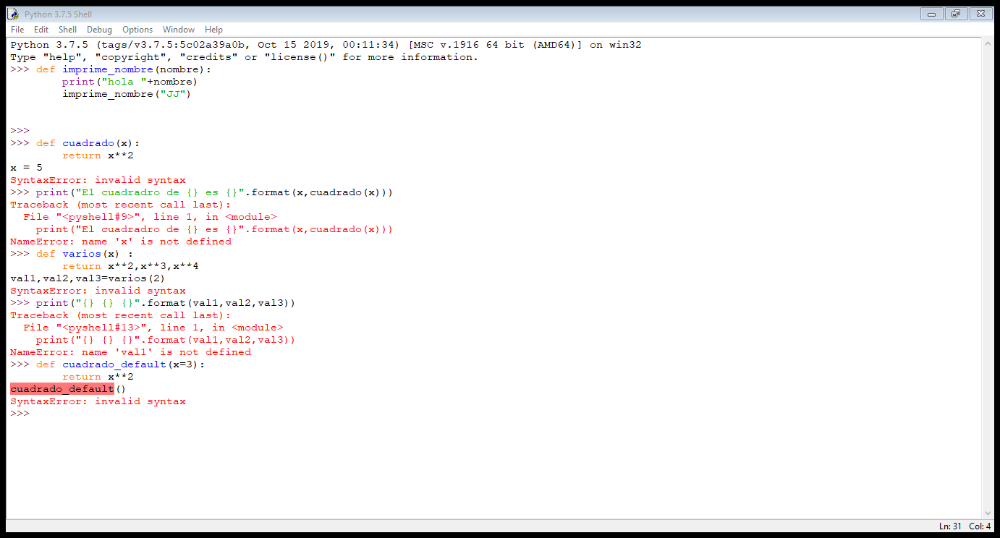 Python 3.7.5 Shell
File Edit Shell Debug Options Window Help
Python 3.7.5 (tags/v3.7.5:5c02a39a0b, Oct 15 2019, 00:11:34) [MSC v.1916 64 bit (AMD64)] on win32
Type "help", "copyright", "credits" or "license()" for more information.
>>> def imprime_nombre(nombre):
        print("hola "+nombre)
        imprime_nombre("JJ")
>>>
>>> def cuadrado(x):
        return x**2
x = 5
SyntaxError: invalid syntax
>>> print("El cuadradro de {} es {}".format(x,cuadrado(x)))
Traceback (most recent call last):
  File "<pyshell#9>", line 1, in <module>
    print("El cuadradro de {} es {}".format(x,cuadrado(x)))
NameError: name 'x' is not defined
>>> def varios(x) :
        return x**2,x**3,x**4
val1,val2,val3=varios(2)
SyntaxError: invalid syntax
>>> print("{} {} {}".format(val1,val2,val3))
Traceback (most recent call last):
  File "<pyshell#13>", line 1, in <module>
    print("{} {} {}".format(val1,val2,val3))
NameError: name 'val1' is not defined
>>> def cuadrado_default(x=3):
        return x**2
cuadrado_default()
SyntaxError: invalid syntax
>>>
Ln: 31 Col: 4